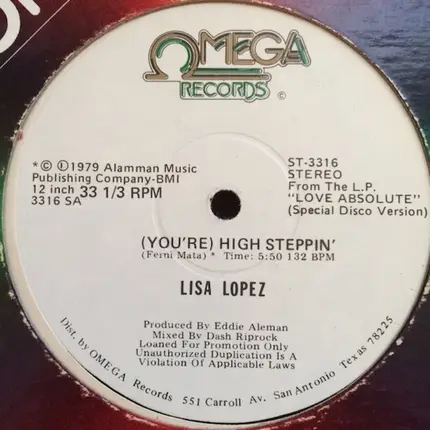 OMEGA
RECORDS ©
*© ℗1979 Alamman Music
Publishing Company-BMI
12 inch 33 1/3 RPM
3316 SA
ST-3316
STEREO
From The L.P.
"LOVE ABSOLUTE"
(Special Disco Version)
(YOU'RE) HIGH STEPPIN'
(Ferni Mata) * Time: 5:50 132 BPM
LISA LOPEZ
Produced By Eddie Aleman
Mixed By Dash Riprock
Loaned For Promotion Only
Unauthorized Duplication Is A
Violation Of Applicable Laws
Dist. by OMEGA Records 551 Carroll Av. San Antonio Texas 78225